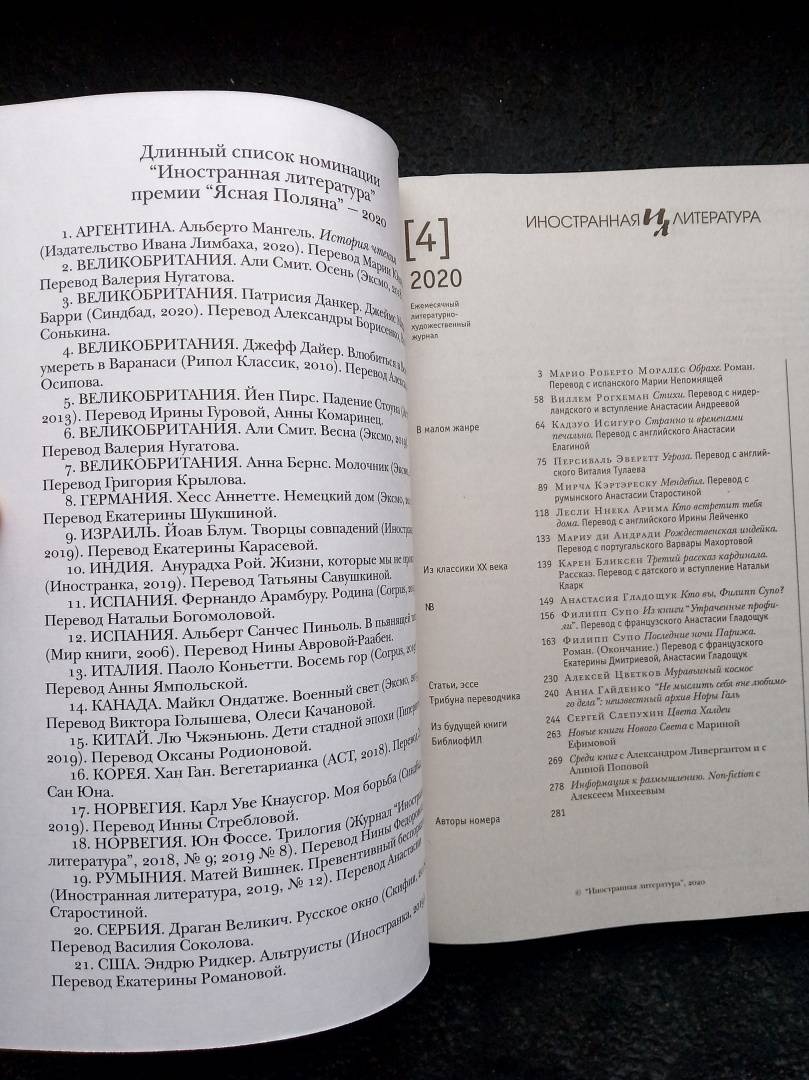 Длинный список номинации
“Иностранная литература”
премии “Ясная Поляна” — 2020
1. АРГЕНТИНА. Альберто Мангель. История чтения
(Издательство Ивана Лимбаха, 2020). Перевод Марии
2. ВЕЛИКОБРИТАНИЯ. Али Смит. Осень (Эксмо,
Перевод Валерия Нугатова.
3. ВЕЛИКОБРИТАНИЯ. Патрисия Данкер. Джеймс
Барри (Синдбад, 2020). Перевод Александры Борисенко,
Сонькина.
4. ВЕЛИКОБРИТАНИЯ. Джефф Дайер. Влюбиться в
умереть в Варанаси (Рипол Классик, 2010). Перевод
Осипова.
5. ВЕЛИКОБРИТАНИЯ. Йен Пирс. Падение Стоуна
2013). Перевод Ирины Гуровой, Анны Комаринец.
6. ВЕЛИКОБРИТАНИЯ. Али Смит. Весна (Эксмо,
Перевод Валерия Нугатова.
7. ВЕЛИКОБРИТАНИЯ. Анна Бернс. Молочник (Эксмо,
Перевод Григория Крылова.
8. ГЕРМАНИЯ. Хесс Аннетте. Немецкий дом (Эксмо,
Перевод Екатерины Шукшиной.
9. ИЗРАИЛЬ. Йоав Блум. Творцы совпадений
2019). Перевод Екатерины Карасевой.
10. ИНДИЯ. Анурадха Рой. Жизни, которые мы не
(Иностранка, 2019). Перевод Татьяны Савушкиной.
11. ИСПАНИЯ. Фернандо Арамбуру. Родина (Corpus,
Перевод Натальи Богомоловой.
12. ИСПАНИЯ. Альберт Санчес Пиньоль. В пьянящей
(Мир книги, 2006). Перевод Нины Авровой-Раабен.
13. ИТАЛИЯ. Паоло Коньетти. Восемь гор (Corpus,
Перевод Анны Ямпольской.
14. КАНАДА. Майкл Ондатже. Военный свет (Эксмо,
Перевод Виктора Голышева, Олеси Качановой.
15. КИТАЙ. Лю Чжэньюнь. Дети стадной эпохи
2019). Перевод Оксаны Родионовой.
16. КОРЕЯ. Хан Ган. Вегетарианка (АСТ, 2018).
Сан Юна.
17. НОРВЕГИЯ. Карл Уве Кнаусгор. Моя борьба
2019). Перевод Инны Стребловой.
18. НОРВЕГИЯ. Юн Фоссе. Трилогия (Журнал
литература”, 2018, № 9; 2019 № 8). Перевод Нины
19. РУМЫНИЯ. Матей Вишнек. Превентивный
(Иностранная литература, 2019, № 12). Перевод Анастасии
Старостиной.
20. СЕРБИЯ. Драган Великич. Русское окно (Скифия,
Перевод Василия Соколова.
21. США. Эндрю Ридкер. Альтруисты (Иностранка, 2019)
Перевод Екатерины Романовой.
ИНОСТРАННАЯ ИЛ ЛИТЕРАТУРА
[4]
2020
Ежемесячный
литературно-
художественный
журнал
3 Марио Роберто Моралес Обрахе. Роман.
Перевод с испанского Марии Непомнящей
58 Виллем Рогхеман Стихи. Перевод с нидер-
ландского и вступление Анастасии Андреевой
В малом жанре
64 Кадзуо Исигуро Странно и временами
печально. Перевод с английского Анастасии
Елагиной
75 Персиваль Эверетт Угроза. Перевод с англий-
ского Виталия Тулаева
89 Мирча Кэртэреску Мендебил. Перевод с
румынского Анастасии Старостиной
118 Лесли Ннека Арима Кто встретит тебя
дома. Перевод с английского Ирины Лейченко
133 Мариу ди Андради Рождественская индейка.
Перевод с португальского Варвары Махортовой
Из классики XX века
139 Карен Бликсен Третий рассказ кардинала.
Рассказ. Перевод с датского и вступление Натальи
Кларк
NB
149 Анастасия Гладощук Кто вы, Филипп Супо?
156 Филипп Супо Из книги “Утраченные профи-
ли”. Перевод с французского Анастасии Гладощук
163 Филипп Супо Последние ночи Парижа.
Роман. (Окончание.) Перевод с французского
Екатерины Дмитриевой, Анастасии Гладощук
Статьи, эссе
230 Алексей Цветков Муравьиный космос
Трибуна переводчика
240 Анна Гайденко “Не мыслить себя вне любимо-
го дела”: неизвестный архив Норы Галь
Из будущей книги
244 Сергей Слепухин Цвета Халдеи
БиблиофИЛ
263 Новые книги Нового Света с Мариной
Ефимовой
269 Среди книг с Александром Ливергантом и с
Алиной Поповой
278 Информация к размышлению. Non-fiction с
Алексеем Михеевым
Авторы номера
281
© “Иностранная литература”, 2020